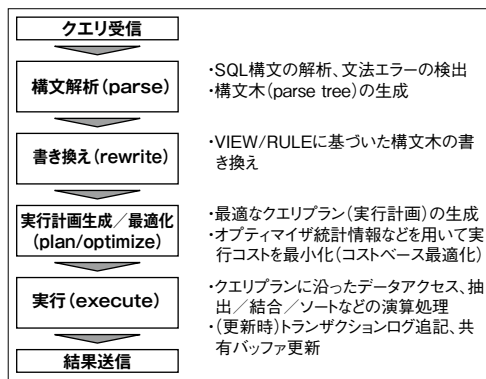 クエリ受信
構文解析(parse)
・SQL構文の解析、文法エラーの検出
・構文木(parse tree)の生成
書き換え(rewrite)
・VIEW/RULEに基づいた構文木の書
き換え
実行計画生成／最適化
(plan/optimize)
・最適なクエリプラン(実行計画)の生成
・オプティマイザ統計情報などを用いて実
行コストを最小化(コストベース最適化)
実行(execute)
・クエリプランに沿ったデータアクセス、抽
出／結合／ソートなどの演算処理
・(更新時)トランザクションログ追記、共
有バッファ更新
結果送信